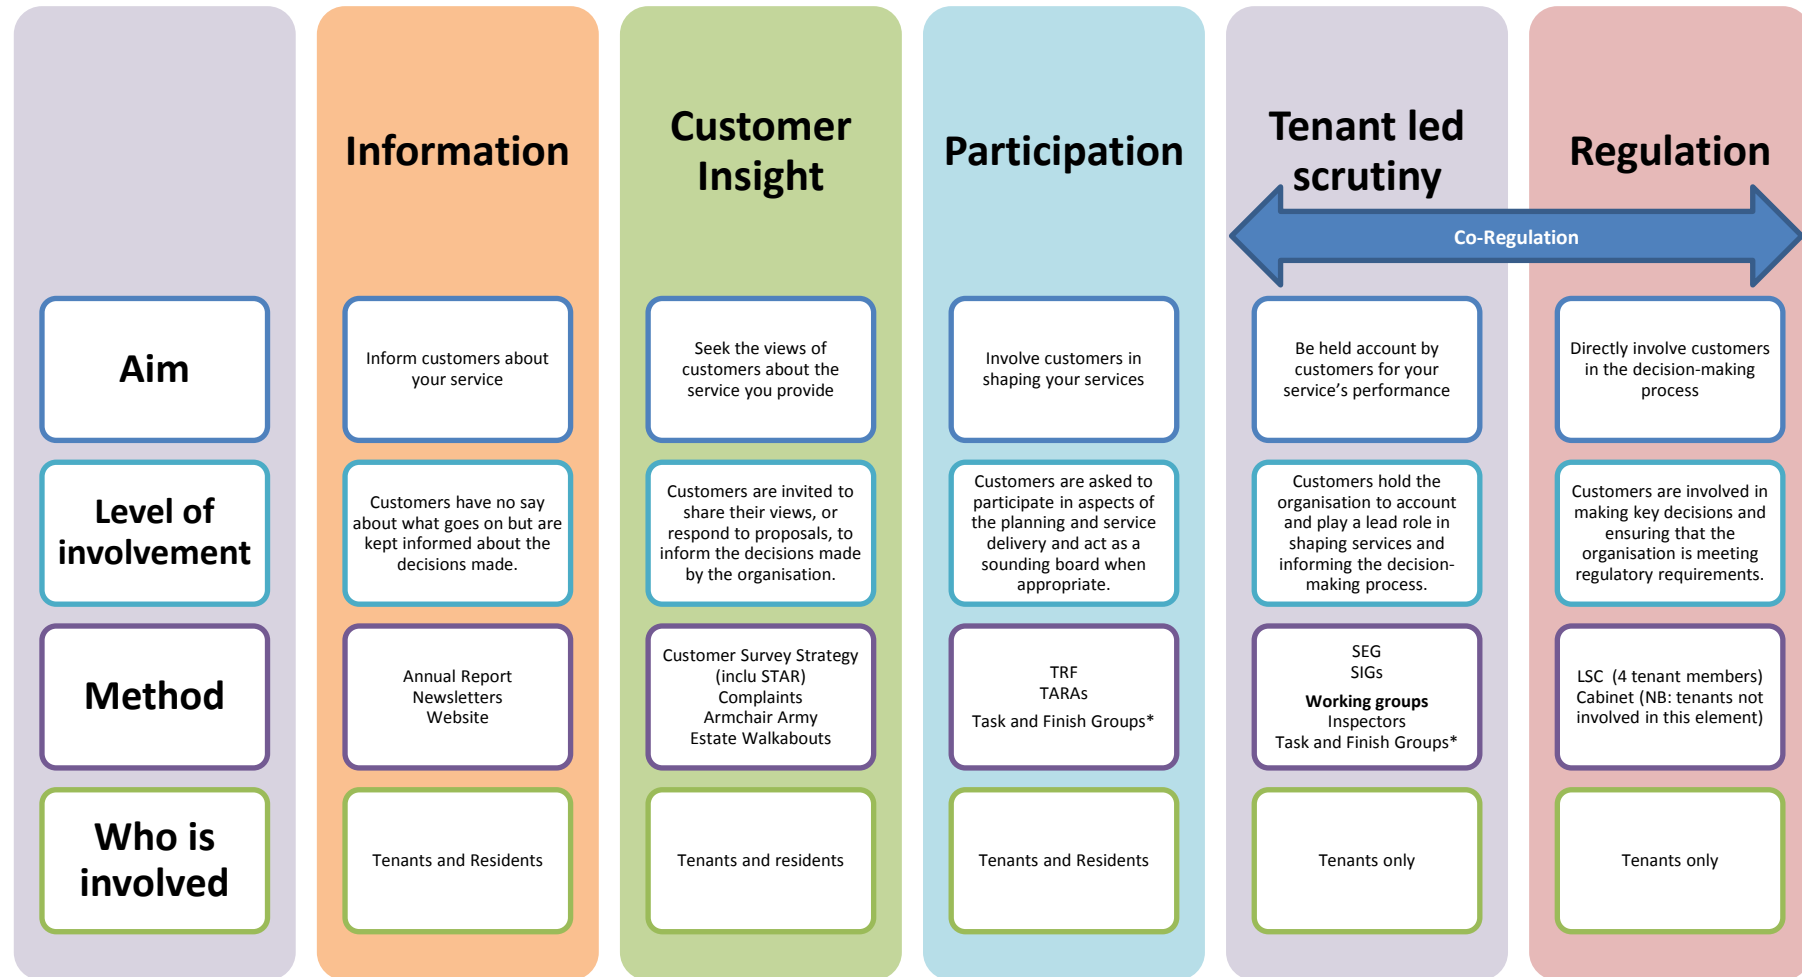 Information
Customer
Insight
Participation
Tenant led
scrutiny
Regulation
Co-Regulation
Aim
Inform customers about
your service
Seek the views of
customers about the
service you provide
Involve customers in
shaping your services
Be held account by
customers for your
service’s performance
Directly involve customers
in the decision-making
process
Level of
involvement
Customers have no say
about what goes on but are
kept informed about the
decisions made.
Customers are invited to
share their views, or
respond to proposals, to
inform the decisions made
by the organisation.
Customers are asked to
participate in aspects of
the planning and service
delivery and act as a
sounding board when
appropriate.
Customers hold the
organisation to account
and play a lead role in
shaping services and
informing the decision-
making process.
Customers are involved in
making key decisions and
ensuring that the
organisation is meeting
regulatory requirements.
Method
Annual Report
Newsletters
Website
Customer Survey Strategy
(inclu STAR)
Complaints
Armchair Army
Estate Walkabouts
TRF
TARAs
Task and Finish Groups*
SEG
SIGs
Working groups
Inspectors
Task and Finish Groups*
LSC (4 tenant members)
Cabinet (NB: tenants not
involved in this element)
Who is
involved
Tenants and Residents
Tenants and residents
Tenants and Residents
Tenants only
Tenants only